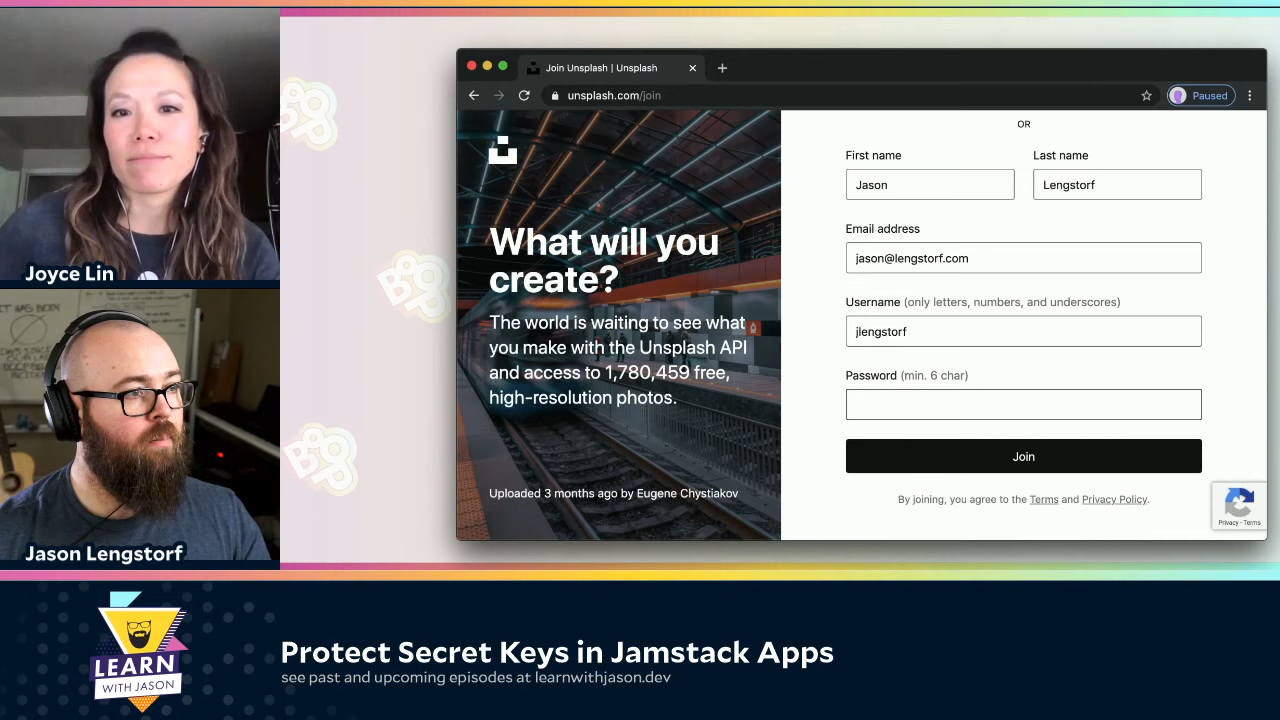 Joyce Lin
Jason Lengstorf
Join Unsplash | Unsplash
unsplash.com/join
Paused
What will you
create?
The world is waiting to see what
you make with the Unsplash API
and access to 1,780,459 free,
high-resolution photos.
Uploaded 3 months ago by Eugene Chystiakov
OR
First name
Last name
Jason
Lengstorf
Email address
jason@lengstorf.com
Username (only letters, numbers, and underscores)
jlengstorf
Password (min. 6 char)
Join
By joining, you agree to the Terms and Privacy Policy.
Privacy - Terms
LEARN
WITH JASON
Protect Secret Keys in Jamstack Apps
see past and upcoming episodes at learnwithjason.dev